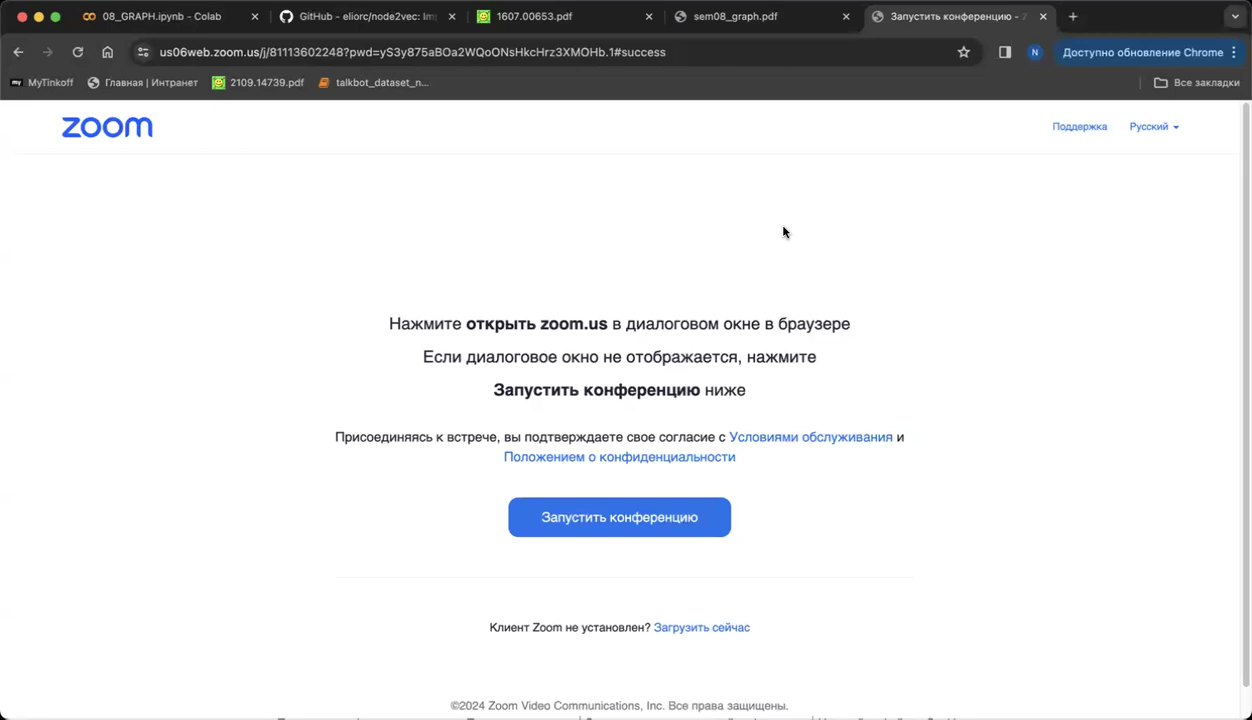 08_GRAPH.ipynb - Colab
GitHub - eliorc/node2vec: Im
1607.00653.pdf
sem08_graph.pdf
Запустить конференцию - Z
us06web.zoom.us/j/81113602248?pwd=yS3y875aBOa2WQoONsHkcHrz3XMOHb.1#success
N
Доступно обновление Chrome
my MyTinkoff
Главная | Интранет
2109.14739.pdf
talkbot_dataset_n...
Все закладки
zoom
Поддержка
Русский
Нажмите открыть zoom.us в диалоговом окне в браузере
Если диалоговое окно не отображается, нажмите
Запустить конференцию ниже
Присоединяясь к встрече, вы подтверждаете свое согласие с Условиями обслуживания и
Положением о конфиденциальности
Запустить конференцию
Клиент Zoom не установлен? Загрузить сейчас
©2024 Zoom Video Communications, Inc. Все права защищены.